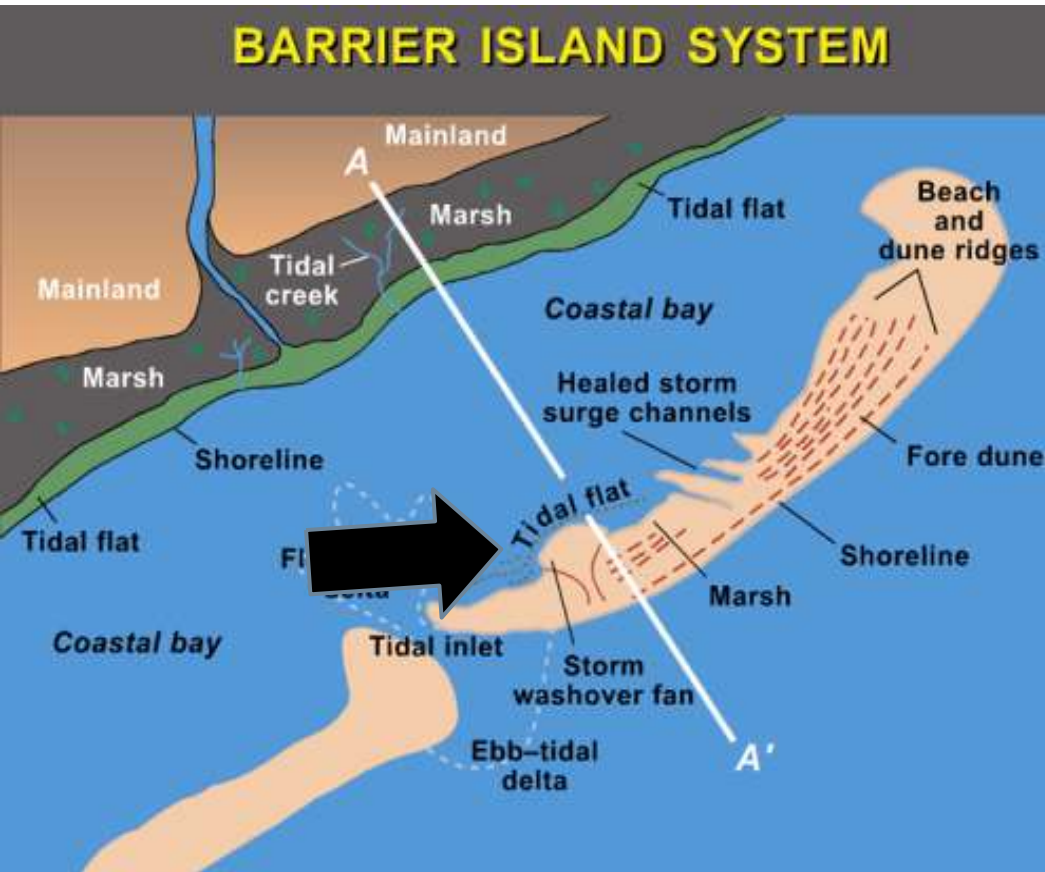 BARRIER ISLAND SYSTEM
Mainland
A
Marsh
Tidal flat
Beach
and
dune ridges
Tidal
creek
Mainland
Coastal bay
Marsh
Healed storm
surge channels
Shoreline
Fore dune
Tidal flat
Tidal flat
Shoreline
Marsh
Coastal bay
Tidal inlet
Storm
washover fan
Ebb–tidal
delta
A'